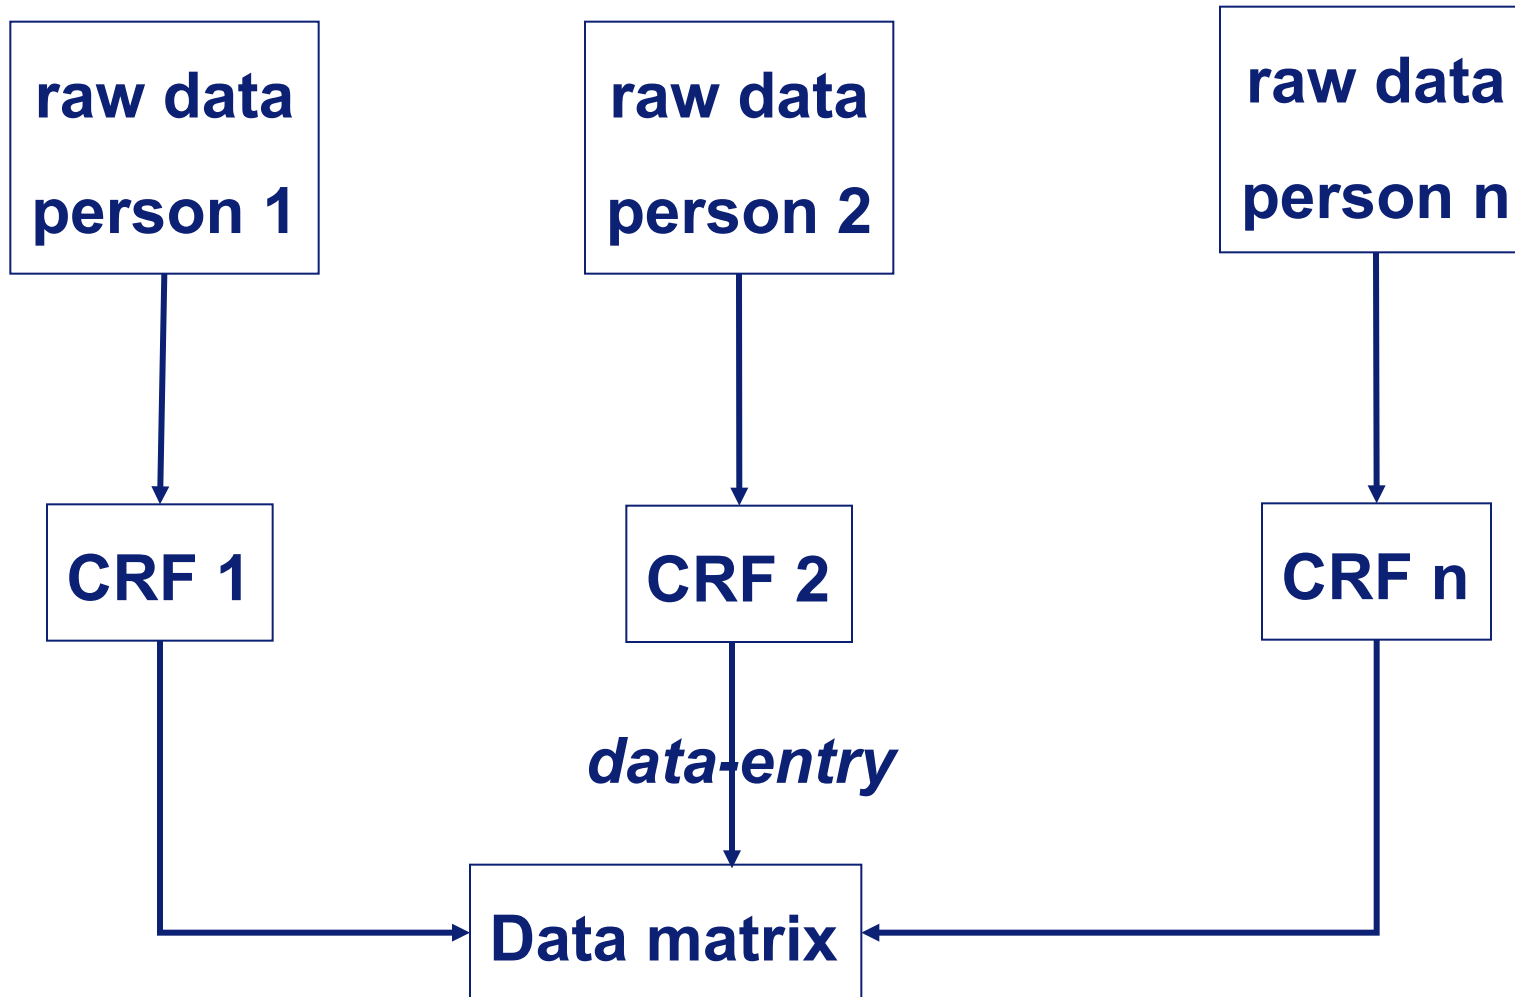 raw data
person 1
raw data
person 2
raw data
person n
CRF 1
CRF 2
CRF n
data-entry
Data matrix